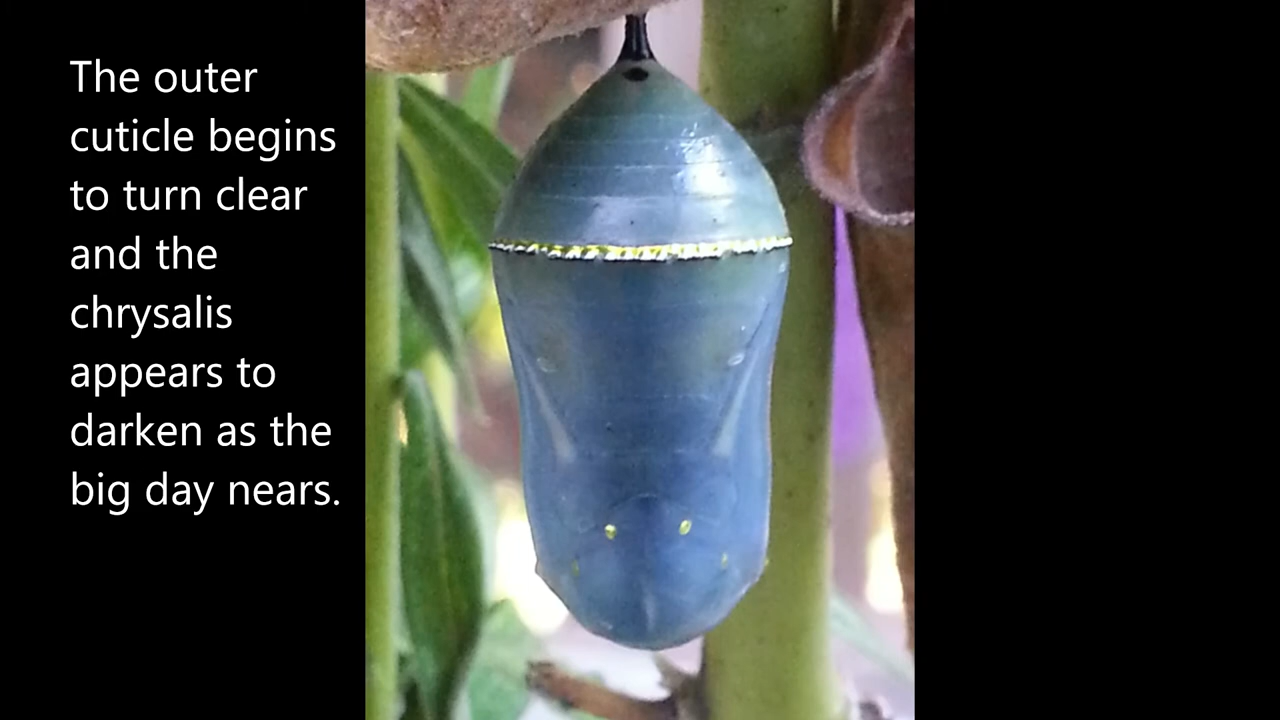 The outer
cuticle begins
to turn clear
and the
chrysalis
appears to
darken as the
big day nears.